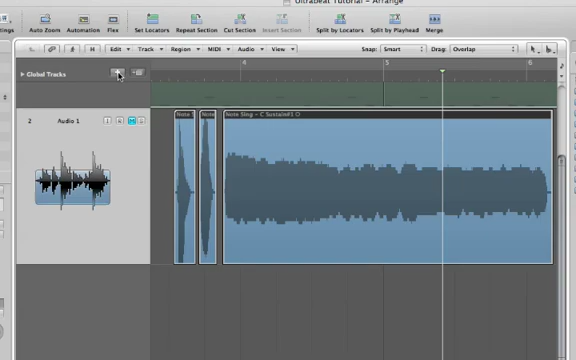 Ultrabeat Tutorial - Arrange
Auto Zoom Automation Flex Set Locators Repeat Section Cut Section Insert Section Split by Locators Split by Playhead Merge
H Edit Track Region MIDI Audio View Snap: Smart Drag: Overlap
Global Tracks
4 5 6
2 Audio 1 I R M S
Note S Note Note Sing - C Sustainf1